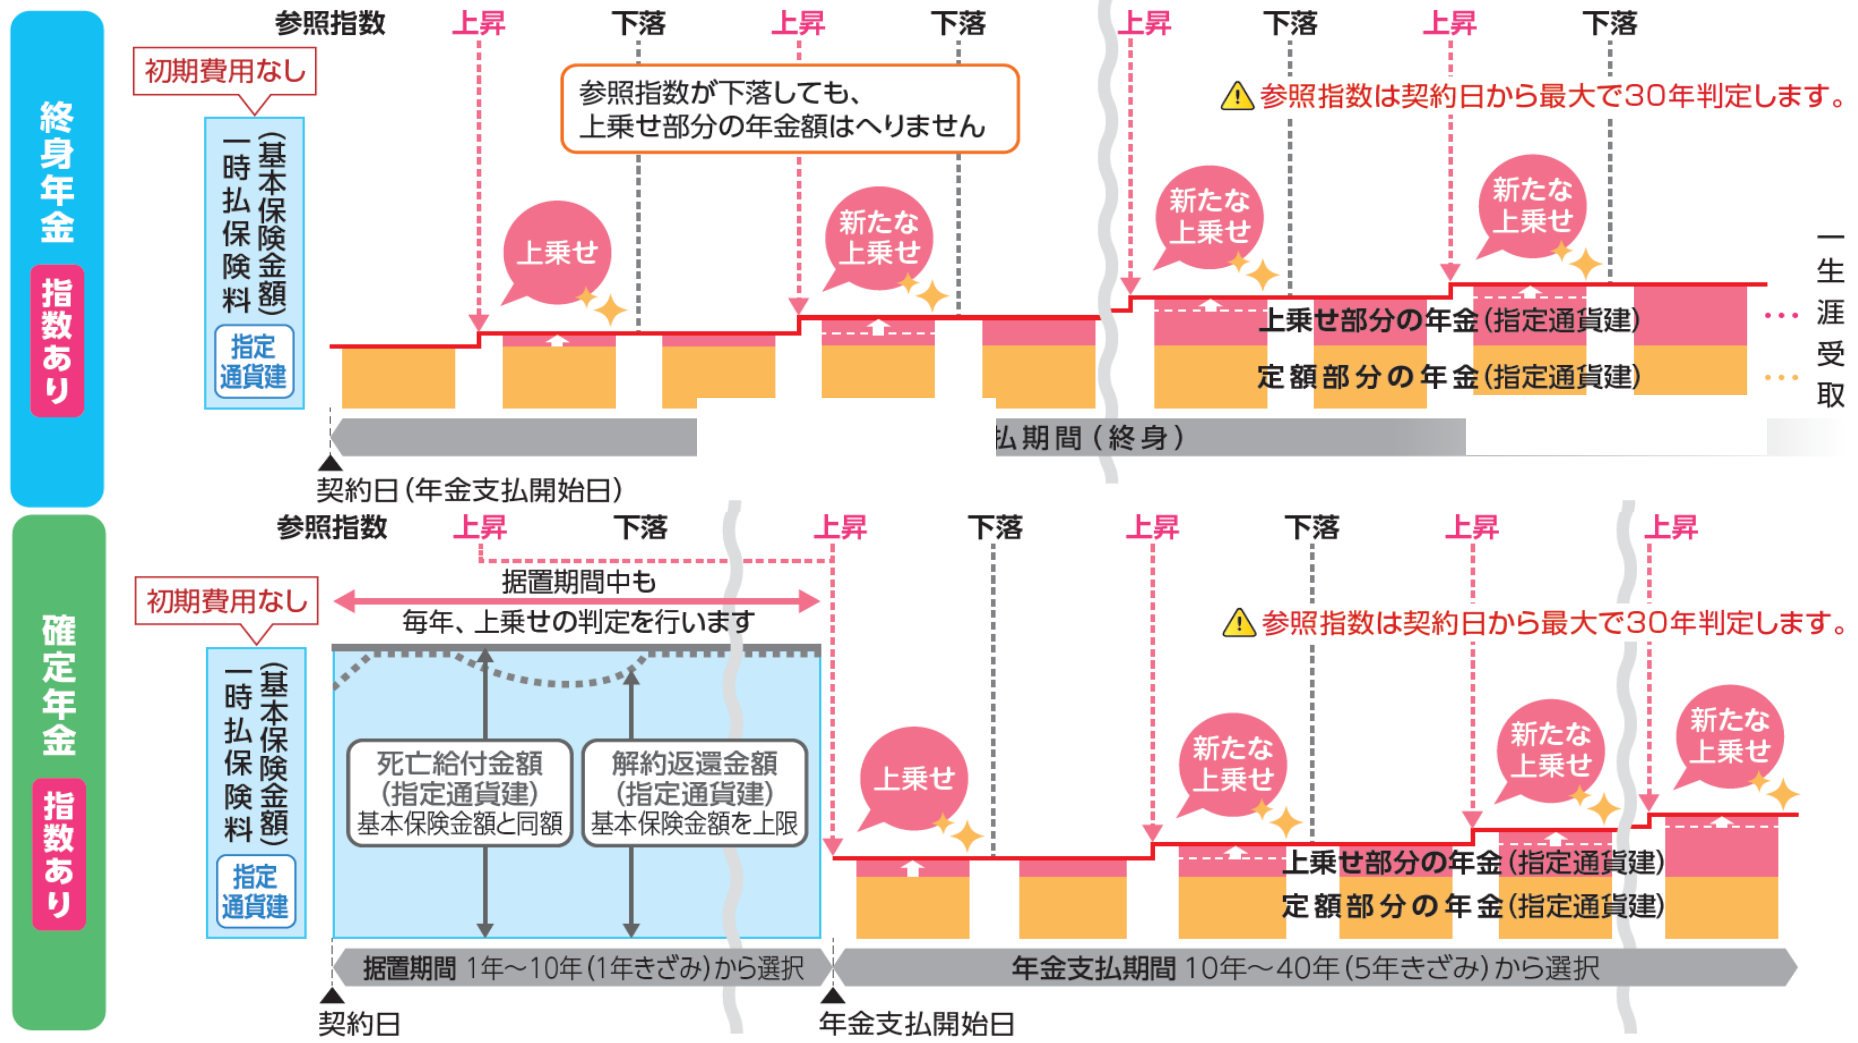 終身年金
指数あり
参照指数
上昇
下落
上昇
下落
上昇
下落
上昇
下落
初期費用なし
一時払保険料
(基本保険金額)
指定
通貨建
参照指数が下落しても、
上乗せ部分の年金額はへりません
参照指数は契約日から最大で30年判定します。
上乗せ
新たな
上乗せ
新たな
上乗せ
新たな
上乗せ
上乗せ部分の年金(指定通貨建)
定額部分の年金(指定通貨建)
一生涯受取
払期間(終身)
契約日(年金支払開始日)
確定年金
指数あり
参照指数
上昇
下落
上昇
下落
上昇
下落
上昇
上昇
初期費用なし
一時払保険料
(基本保険金額)
指定
通貨建
据置期間中も
毎年、上乗せの判定を行います
参照指数は契約日から最大で30年判定します。
死亡給付金額
(指定通貨建)
基本保険金額と同額
解約返還金額
(指定通貨建)
基本保険金額を上限
上乗せ
新たな
上乗せ
新たな
上乗せ
新たな
上乗せ
上乗せ部分の年金(指定通貨建)
定額部分の年金(指定通貨建)
据置期間 1年～10年(1年きざみ)から選択
年金支払期間 10年～40年(5年きざみ)から選択
契約日
年金支払開始日